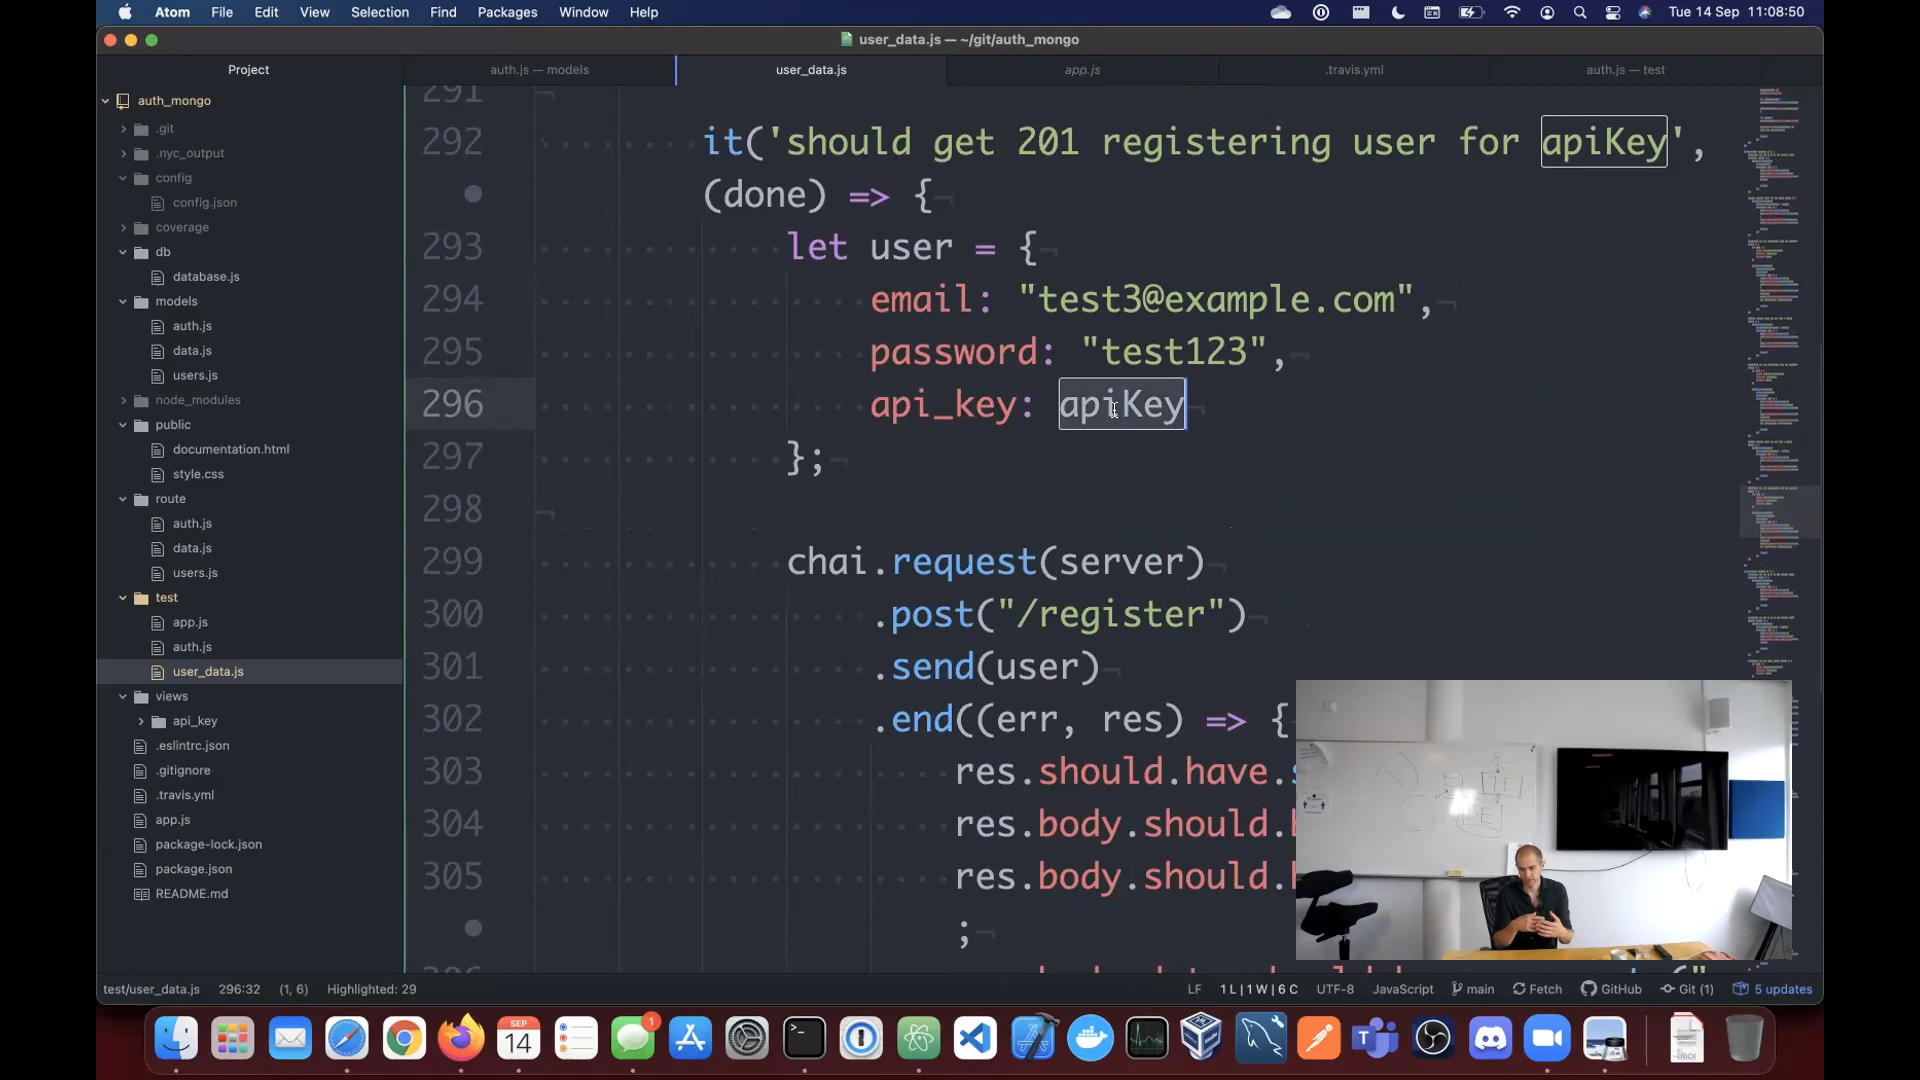 Atom File Edit View Selection Find Packages Window Help Tue 14 Sep 11:08:50
user_data.js — ~/git/auth_mongo
Project auth.js — models user_data.js app.js .travis.yml auth.js — test
auth_mongo
.git
.nyc_output
config
config.json
coverage
db
database.js
models
auth.js
data.js
users.js
node_modules
public
documentation.html
style.css
route
auth.js
data.js
users.js
test
app.js
auth.js
user_data.js
views
api_key
.eslintrc.json
.gitignore
.travis.yml
app.js
package-lock.json
package.json
README.md
291
292 it('should get 201 registering user for apiKey',
(done) => {
293 let user = {
294 email: "test3@example.com",
295 password: "test123",
296 api_key: apiKey
297 };
298
299 chai.request(server)
300 .post("/register")
301 .send(user)
302 .end((err, res) => {
303 res.should.have.
304 res.body.should.
305 res.body.should.
;
test/user_data.js 296:32 (1, 6) Highlighted: 29 LF 1 L | 1 W | 6 C UTF-8 JavaScript main Fetch GitHub Git (1) 5 updates
SEP
14
1
DOCX